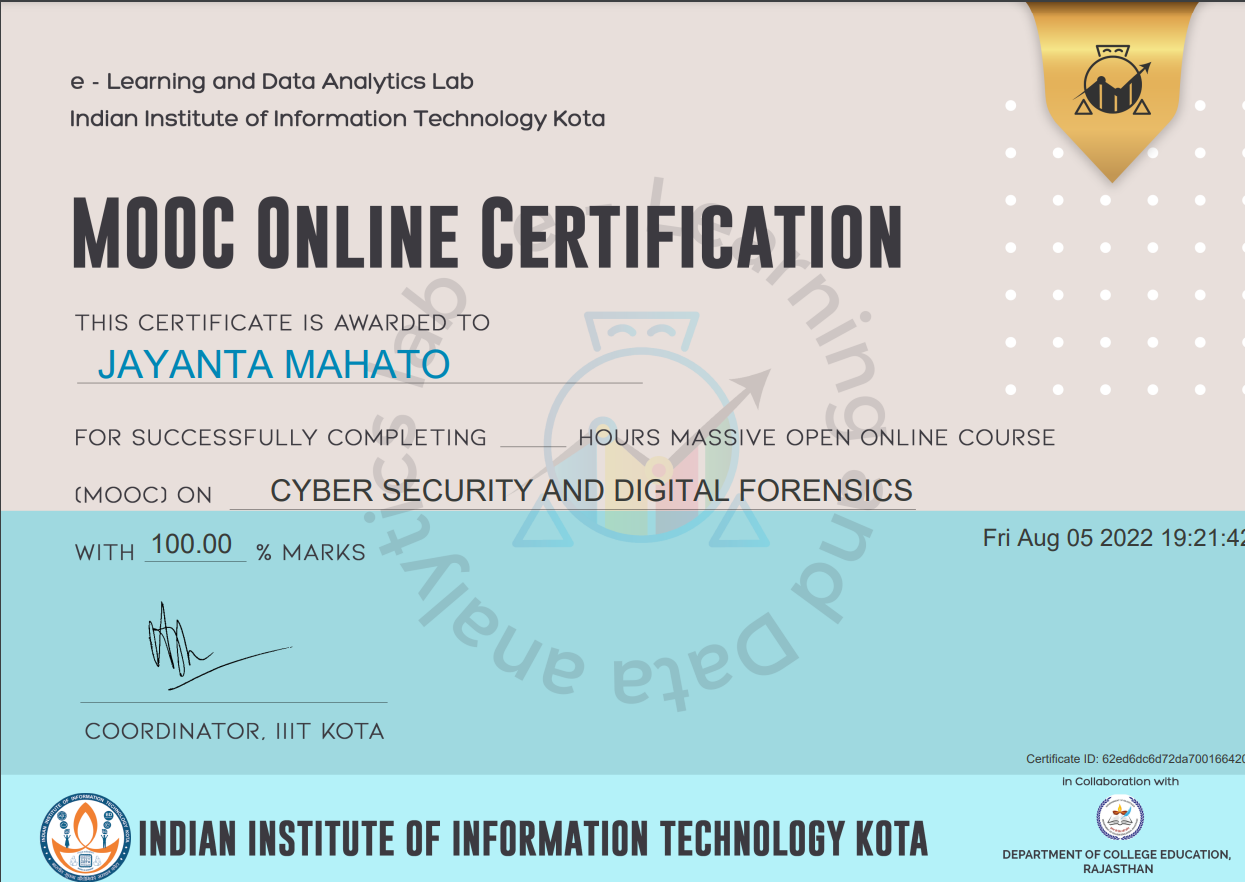 e - Learning and Data Analytics Lab
Indian Institute of Information Technology Kota
MOOC ONLINE CERTIFICATION
THIS CERTIFICATE IS AWARDED TO
JAYANTA MAHATO
FOR SUCCESSFULLY COMPLETING ______ HOURS MASSIVE OPEN ONLINE COURSE
(MOOC) ON CYBER SECURITY AND DIGITAL FORENSICS
WITH 100.00 % MARKS
Fri Aug 05 2022 19:21:42
e - Learning and Data analytics lab
COORDINATOR, IIIT KOTA
Certificate ID: 62ed6dc6d72da700166420
in Collaboration with
INDIAN INSTITUTE OF INFORMATION TECHNOLOGY KOTA
DEPARTMENT OF COLLEGE EDUCATION,
RAJASTHAN